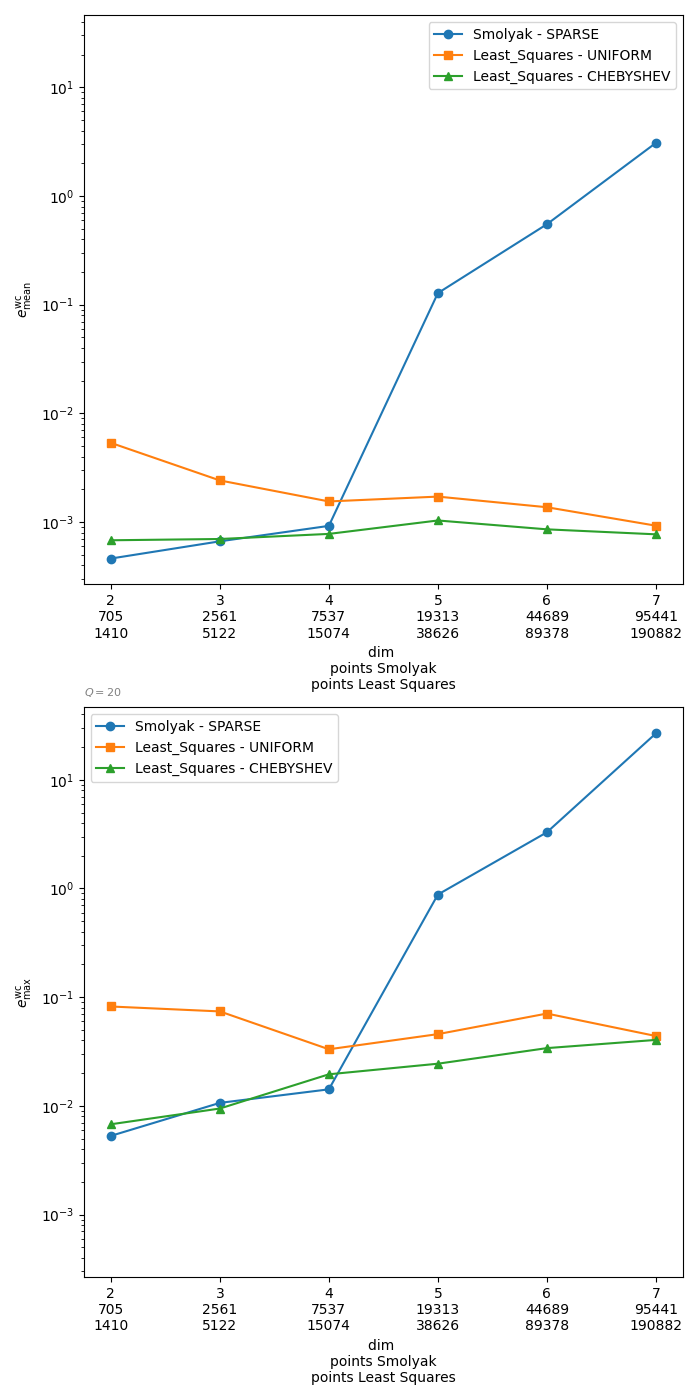 Smolyak - SPARSE
Least_Squares - UNIFORM
Least_Squares - CHEBYSHEV
10¹
10⁰
10⁻¹
10⁻²
10⁻³
e^wc_mean
2 3 4 5 6 7
705 2561 7537 19313 44689 95441
1410 5122 15074 38626 89378 190882
dim
points Smolyak
points Least Squares
Q = 20
Smolyak - SPARSE
Least_Squares - UNIFORM
Least_Squares - CHEBYSHEV
10¹
10⁰
10⁻¹
10⁻²
10⁻³
e^wc_max
2 3 4 5 6 7
705 2561 7537 19313 44689 95441
1410 5122 15074 38626 89378 190882
dim
points Smolyak
points Least Squares